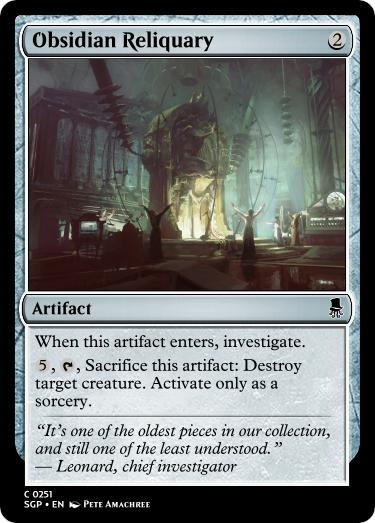 Obsidian Reliquary 2
Artifact
When this artifact enters, investigate.
5, , Sacrifice this artifact: Destroy
target creature. Activate only as a
sorcery.
“It’s one of the oldest pieces in our collection,
and still one of the least understood.”
— Leonard, chief investigator
C 0251
SGP • EN Pete Amachree